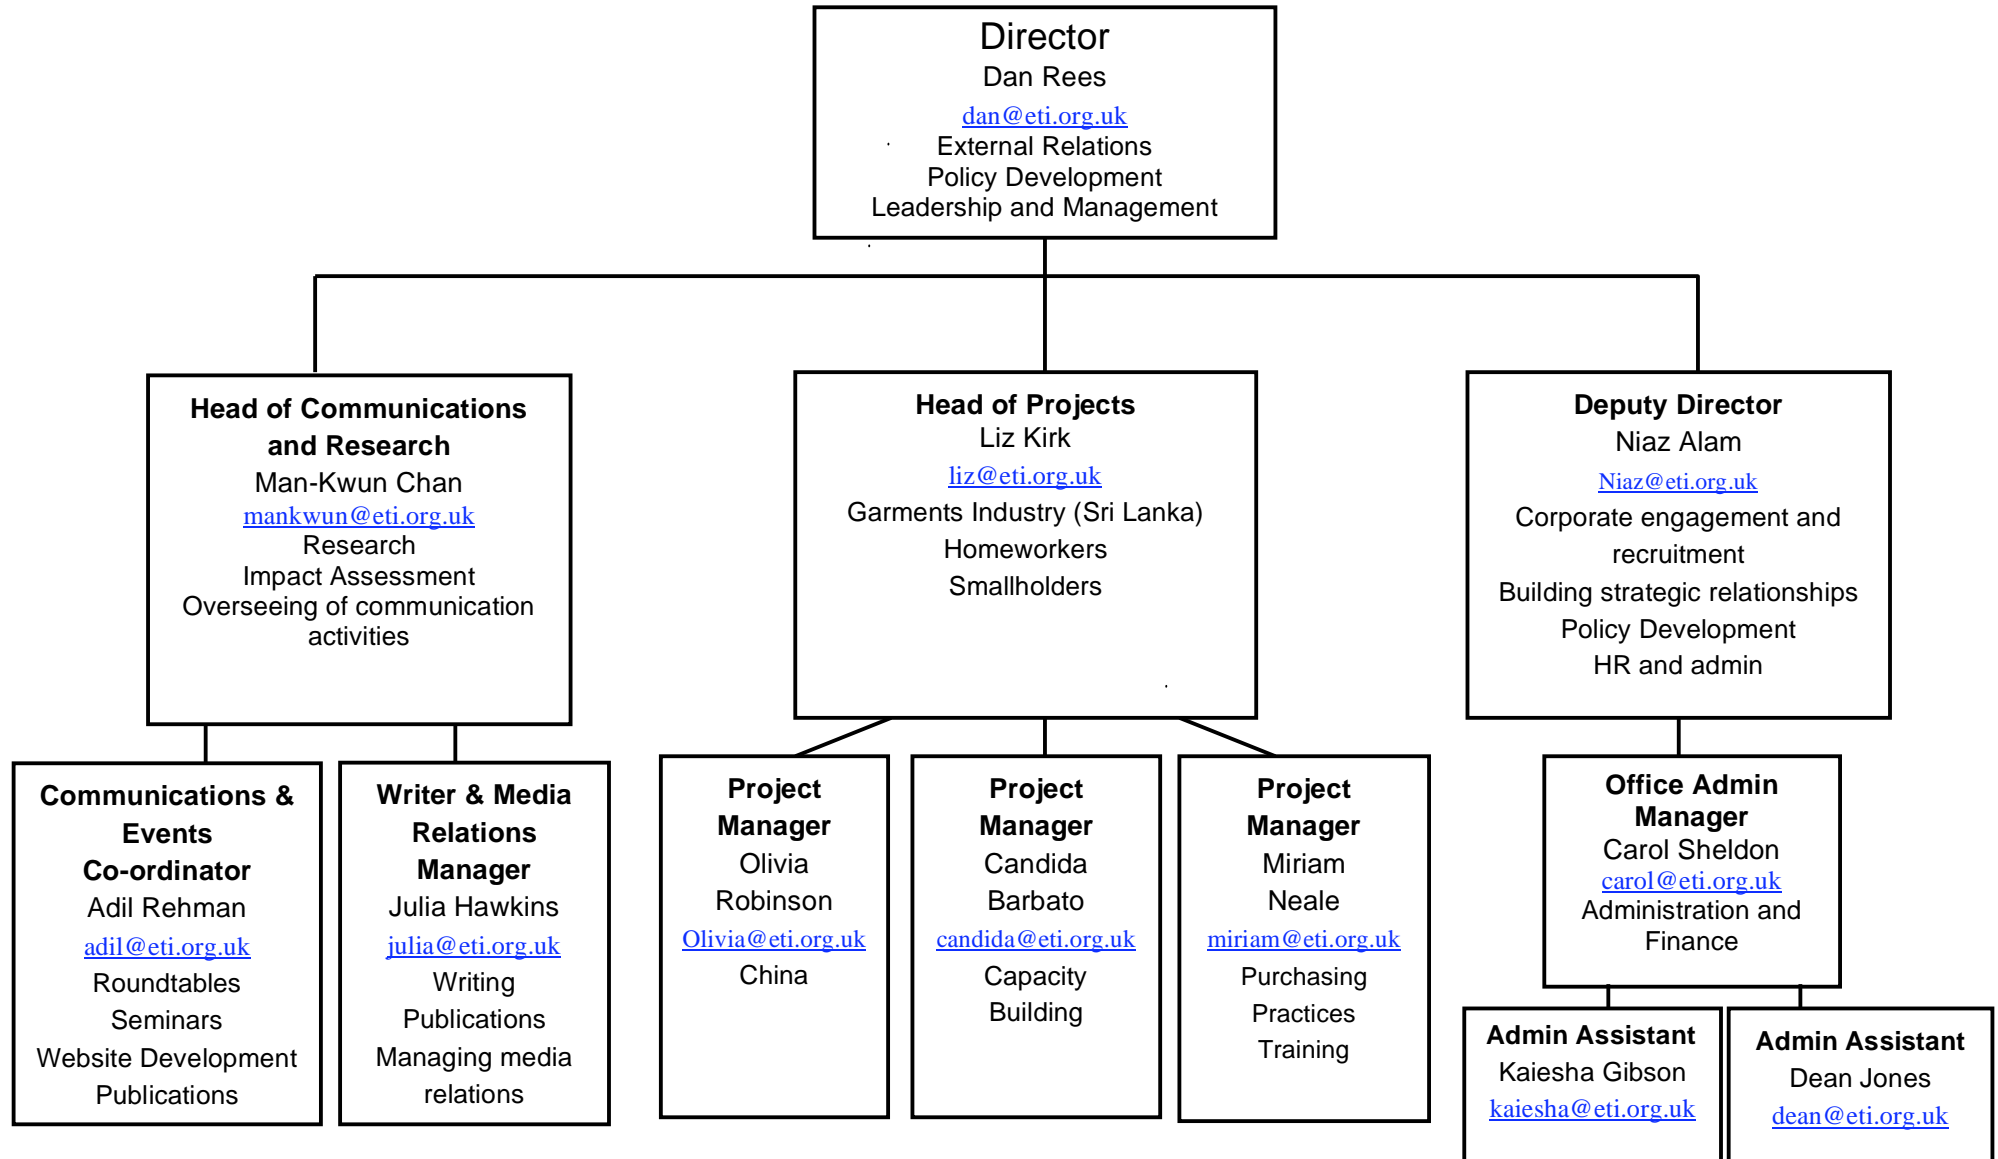 Director
Dan Rees
dan@eti.org.uk
External Relations
Policy Development
Leadership and Management
Head of Communications
and Research
Man-Kwun Chan
mankwun@eti.org.uk
Research
Impact Assessment
Overseeing of communication
activities
Head of Projects
Liz Kirk
liz@eti.org.uk
Garments Industry (Sri Lanka)
Homeworkers
Smallholders
Deputy Director
Niaz Alam
Niaz@eti.org.uk
Corporate engagement and
recruitment
Building strategic relationships
Policy Development
HR and admin
Communications &
Events
Co-ordinator
Adil Rehman
adil@eti.org.uk
Roundtables
Seminars
Website Development
Publications
Writer & Media
Relations
Manager
Julia Hawkins
julia@eti.org.uk
Writing
Publications
Managing media
relations
Project
Manager
Olivia
Robinson
Olivia@eti.org.uk
China
Project
Manager
Candida
Barbato
candida@eti.org.uk
Capacity
Building
Project
Manager
Miriam
Neale
miriam@eti.org.uk
Purchasing
Practices
Training
Office Admin
Manager
Carol Sheldon
carol@eti.org.uk
Administration and
Finance
Admin Assistant
Kaiesha Gibson
kaiesha@eti.org.uk
Admin Assistant
Dean Jones
dean@eti.org.uk